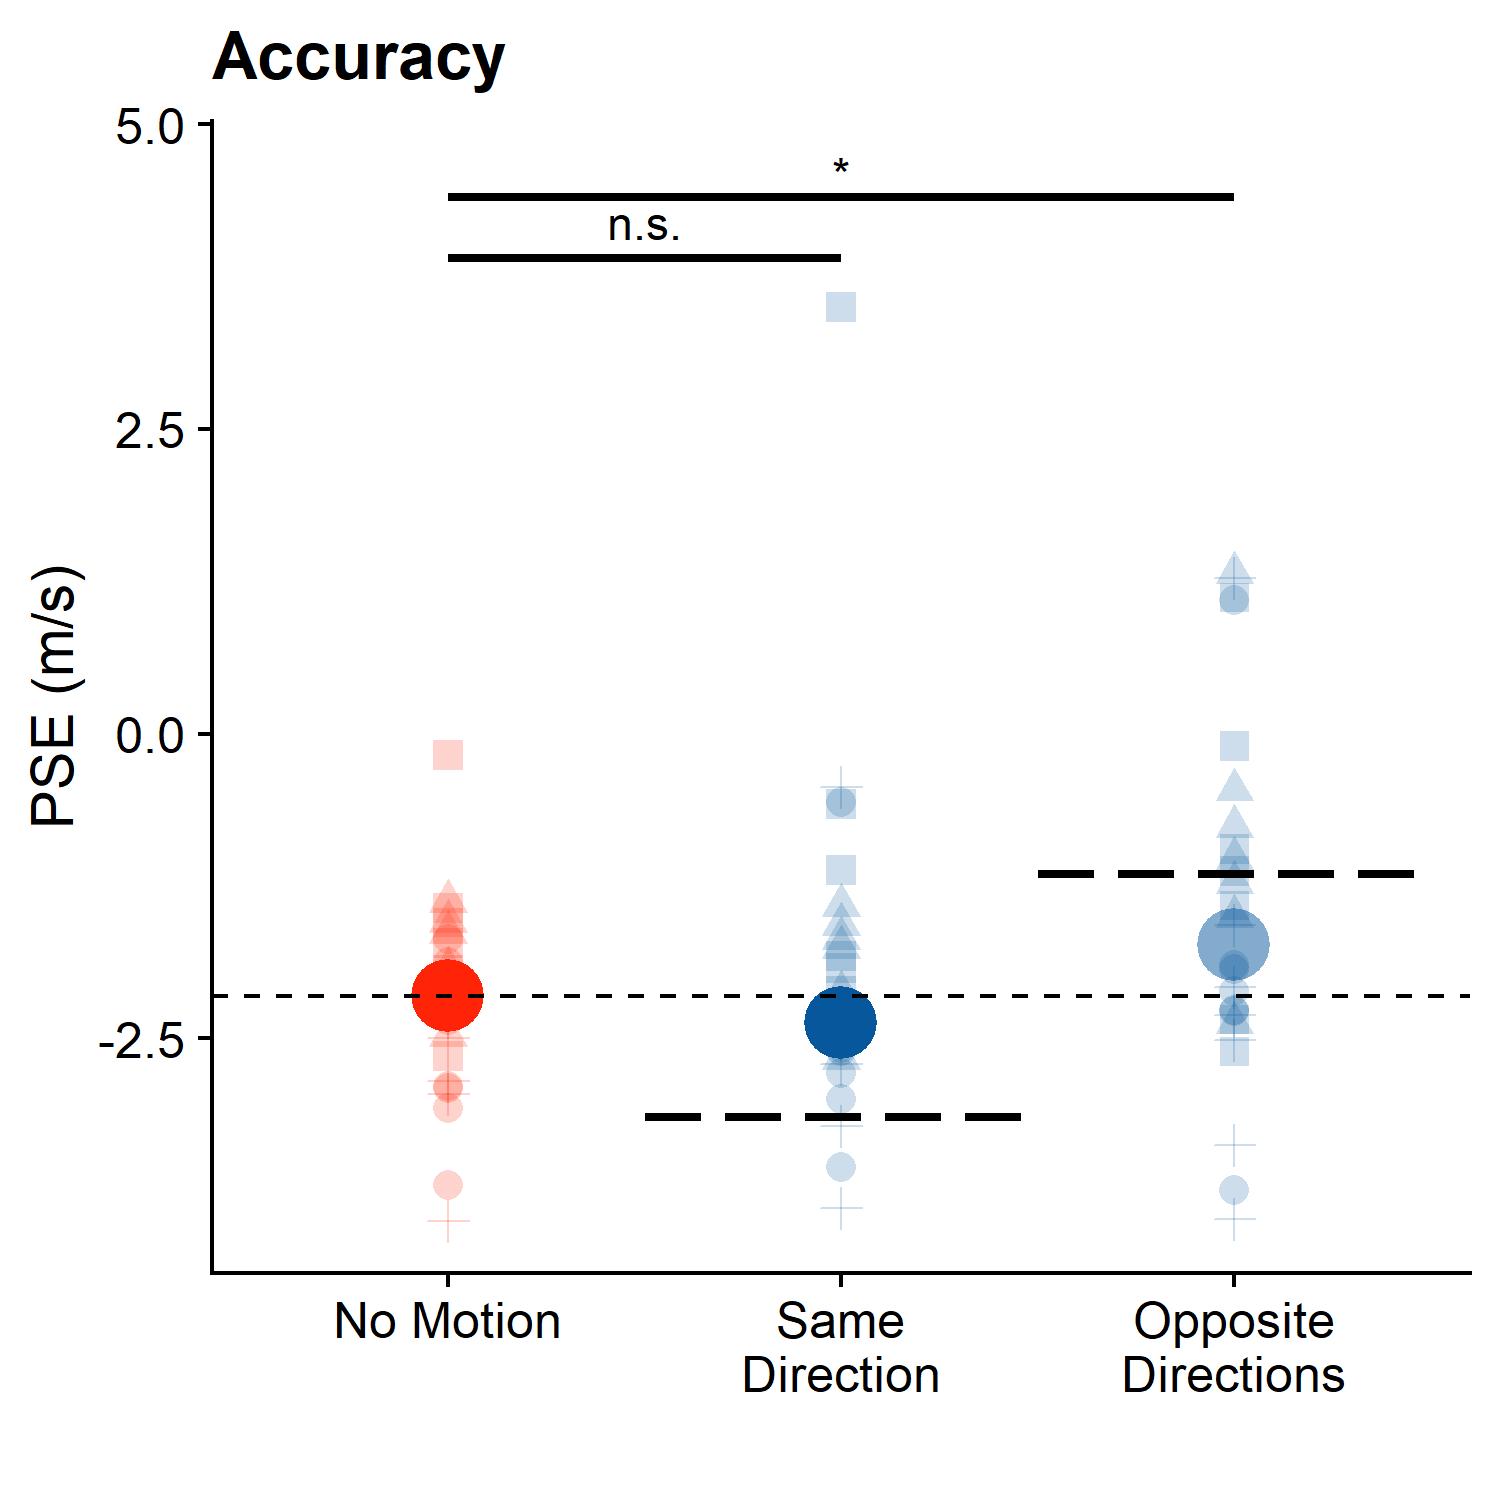 Accuracy
5.0
2.5
0.0
-2.5
PSE (m/s)
*
n.s.
No Motion
Same
Direction
Opposite
Directions